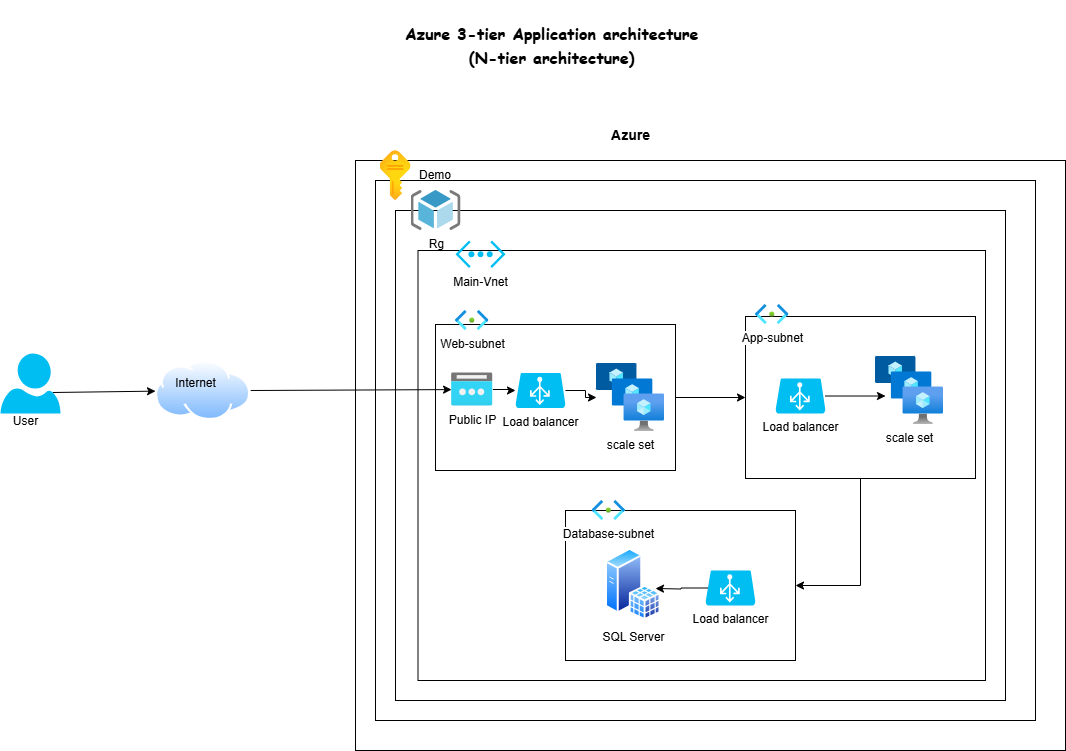 Azure 3-tier Application architecture
(N-tier architecture)
Azure
Demo
Rg
Main-Vnet
Web-subnet
App-subnet
Internet
User
Public IP
Load balancer
scale set
Load balancer
scale set
Database-subnet
SQL Server
Load balancer